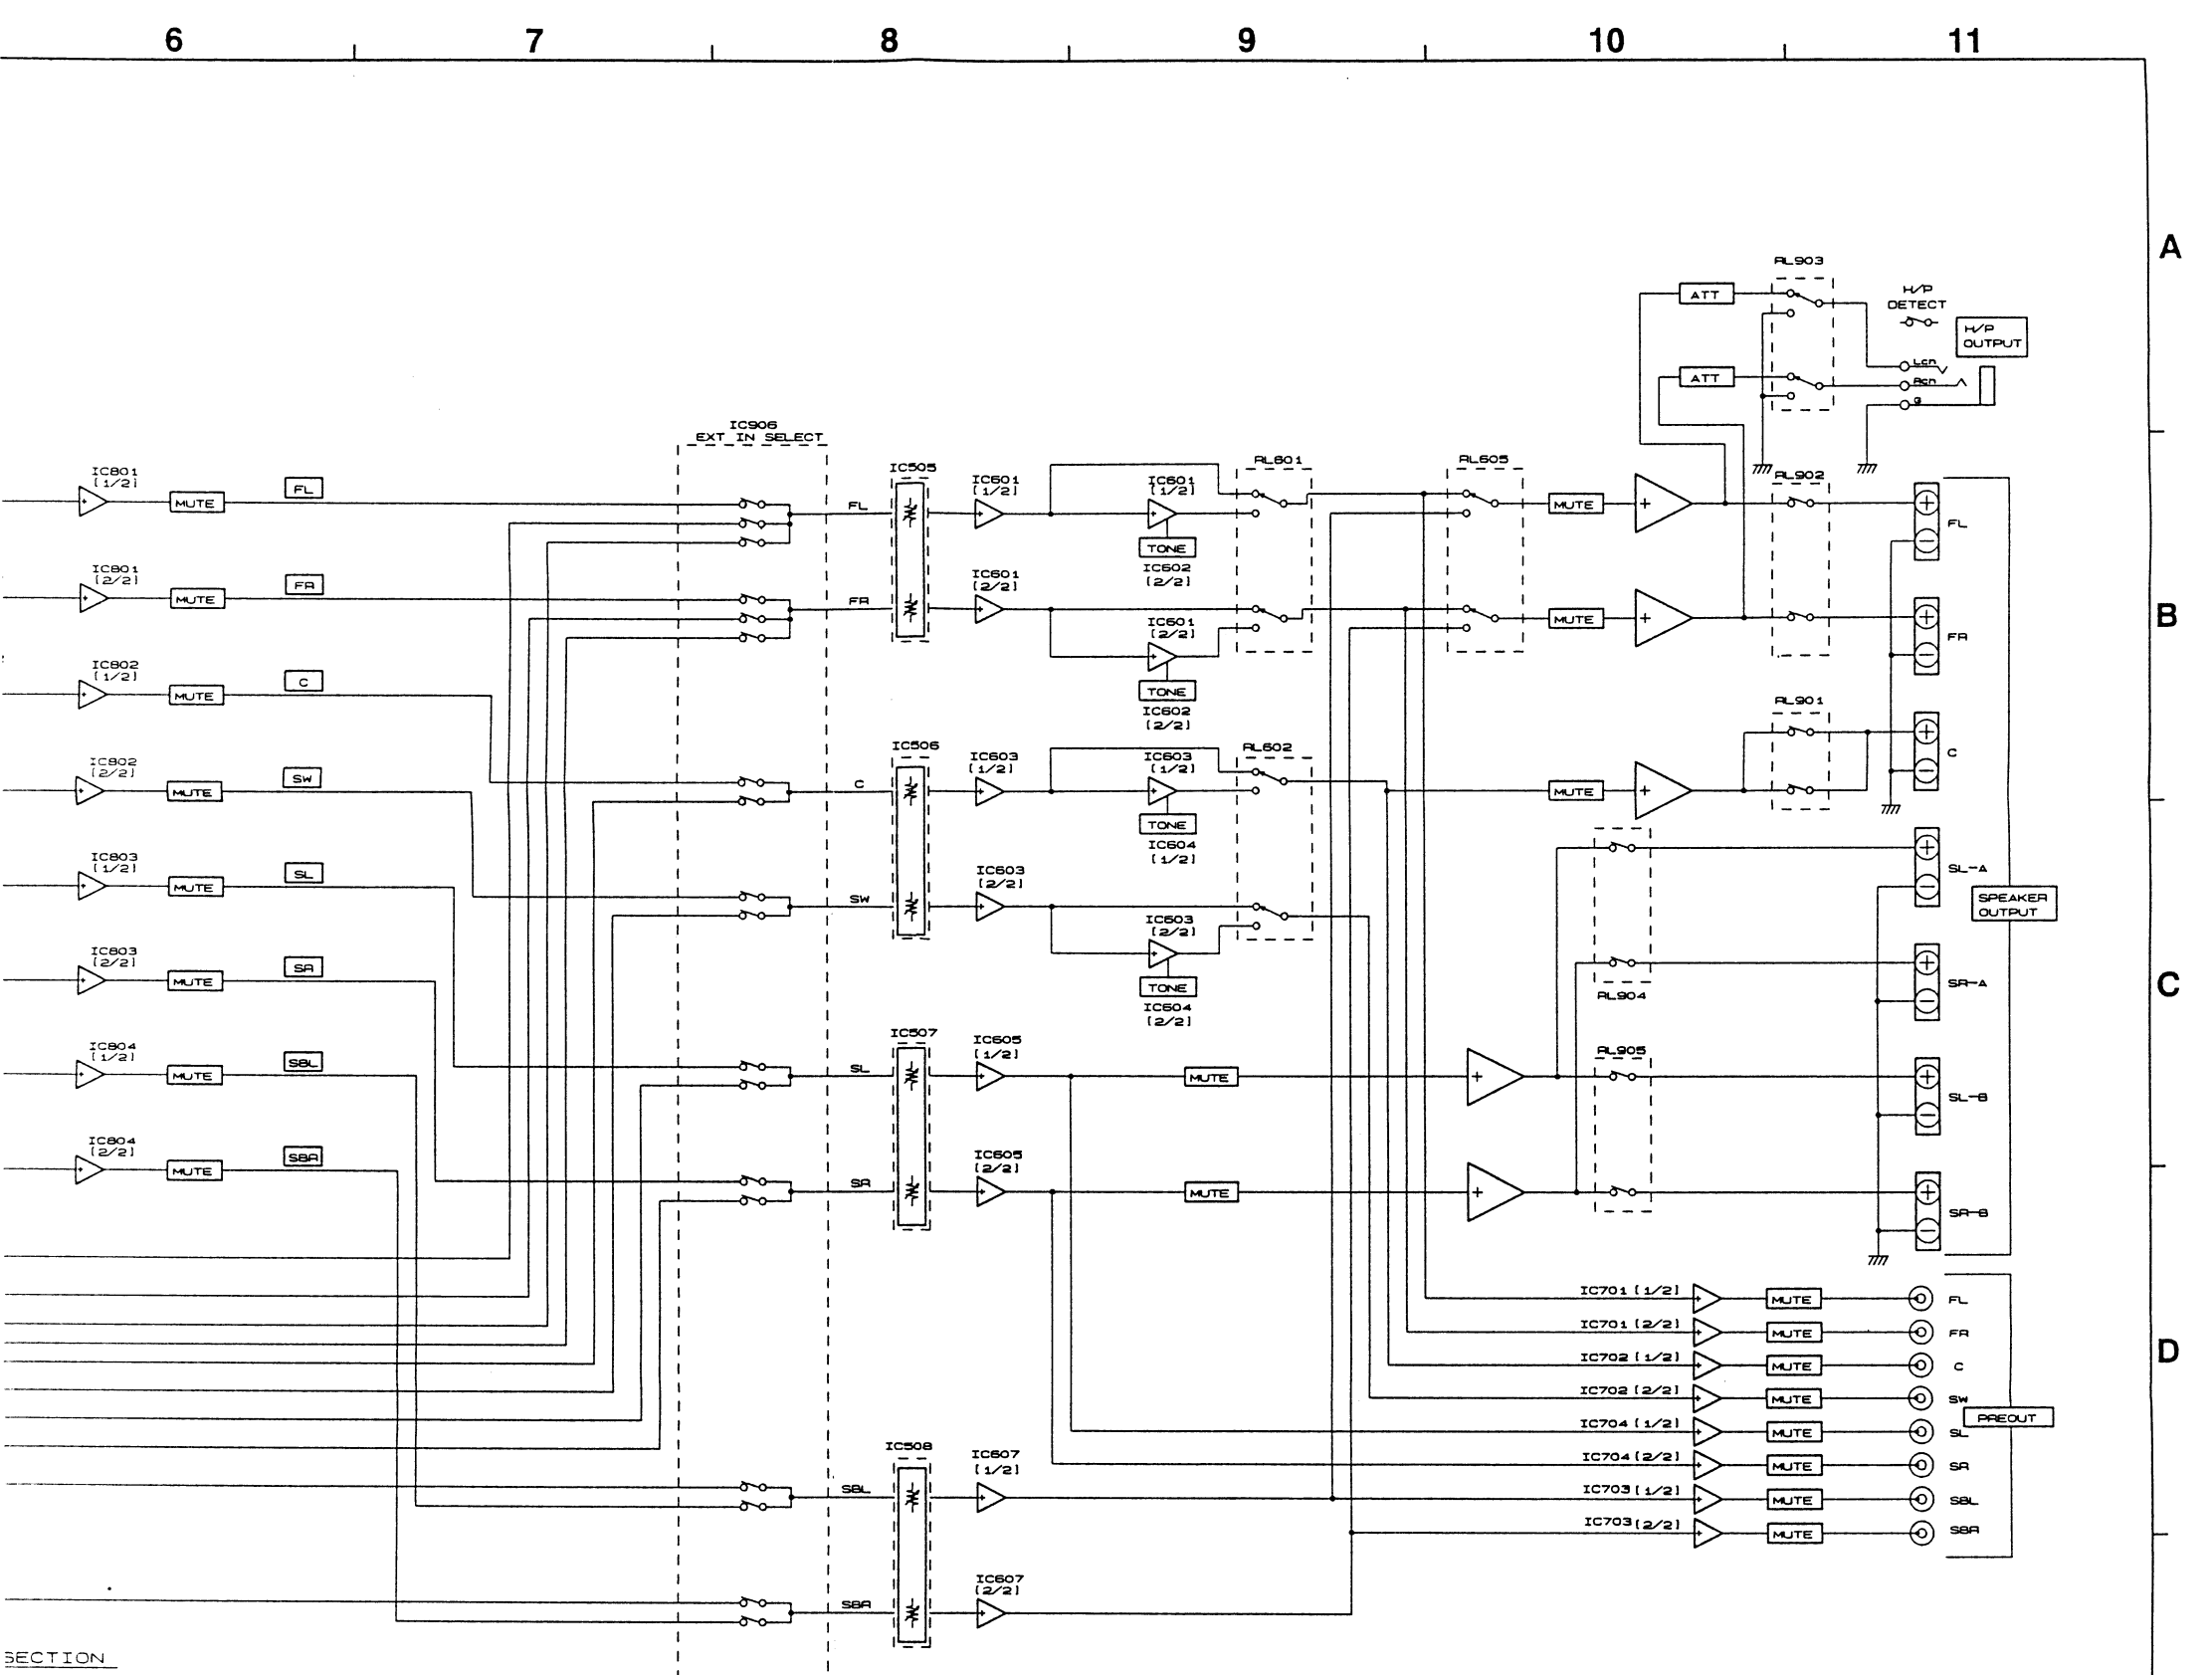 6 7 8 9 10 11
A
RL903
ATT
H/P
DETECT
H/P
OUTPUT
Lch
ATT
Rch
g
IC906
EXT IN SELECT
IC801
[1/2]
MUTE
FL
FL
IC505
IC601
[1/2]
IC601
[1/2]
TONE
IC602
[2/2]
RL601
RL605
MUTE
RL902
FL
IC801
[2/2]
MUTE
FR
FR
IC601
[2/2]
IC601
[2/2]
TONE
IC602
[2/2]
MUTE
FR
B
IC802
[1/2]
MUTE
C
RL901
C
IC802
[2/2]
MUTE
SW
C
IC506
IC603
[1/2]
IC603
[1/2]
TONE
IC604
[1/2]
RL602
MUTE
IC803
[1/2]
MUTE
SL
SW
IC603
[2/2]
IC603
[2/2]
TONE
IC604
[2/2]
SL-A
SPEAKER
OUTPUT
IC803
[2/2]
MUTE
SR
RL904
SR-A
C
IC804
[1/2]
MUTE
SBL
SL
IC507
IC605
[1/2]
MUTE
RL905
SL-B
IC804
[2/2]
MUTE
SBR
SR
IC605
[2/2]
MUTE
SR-B
IC701 [1/2] MUTE FL
IC701 [2/2] MUTE FR
IC702 [1/2] MUTE C
D
IC702 [2/2] MUTE SW
PREOUT
IC704 [1/2] MUTE SL
IC704 [2/2] MUTE SR
IC703 [1/2] MUTE SBL
IC703 [2/2] MUTE SBR
IC508
IC607
[1/2]
SBL
IC607
[2/2]
SBR
SECTION